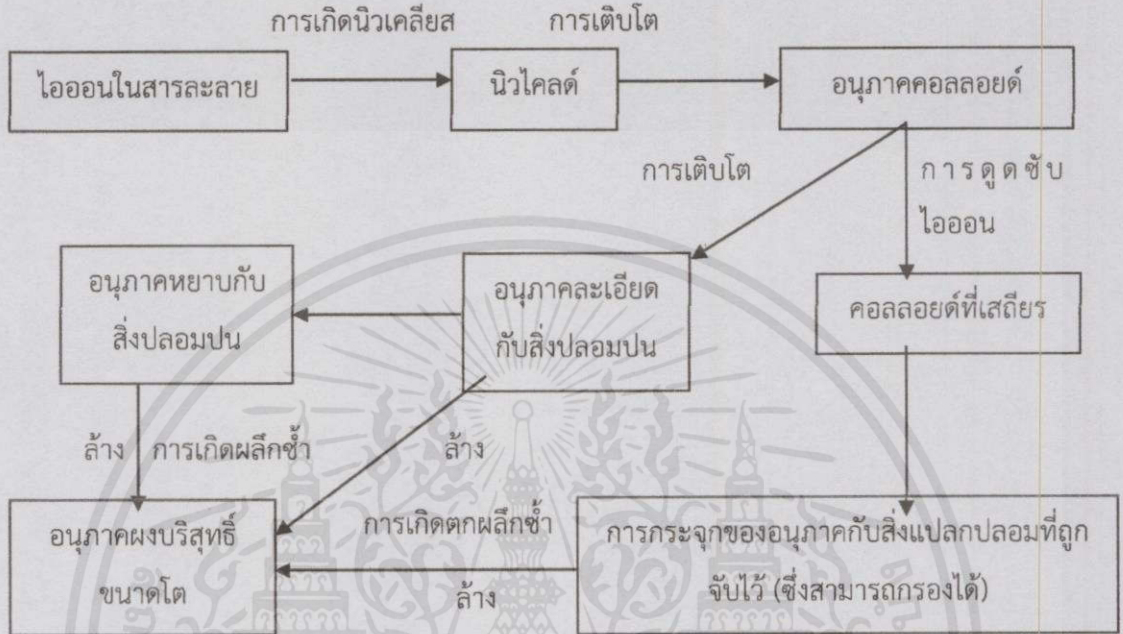 การเกิดนิวเคลียส
การเติบโต
ไอออนในสารละลาย
นิวไคลด์
อนุภาคคอลลอยด์
การเติบโต
การดูดซับ
ไอออน
อนุภาคหยาบกับ
สิ่งปลอมปน
อนุภาคละเอียด
กับสิ่งปลอมปน
คอลลอยด์ที่เสถียร
ล้าง
การเกิดผลึกซ้ำ
ล้าง
อนุภาคผงบริสุทธิ์
ขนาดโต
การเกิดตกผลึกซ้ำ
ล้าง
การกระจุกของอนุภาคกับสิ่งแปลกปลอมที่ถูก
จับไว้ (ซึ่งสามารถกรองได้)